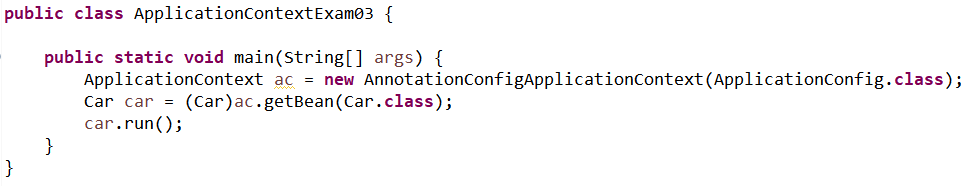 public class ApplicationContextExam03 {
public static void main(String[] args) {
ApplicationContext ac = new AnnotationConfigApplicationContext(ApplicationConfig.class);
Car car = (Car)ac.getBean(Car.class);
car.run();
}
}